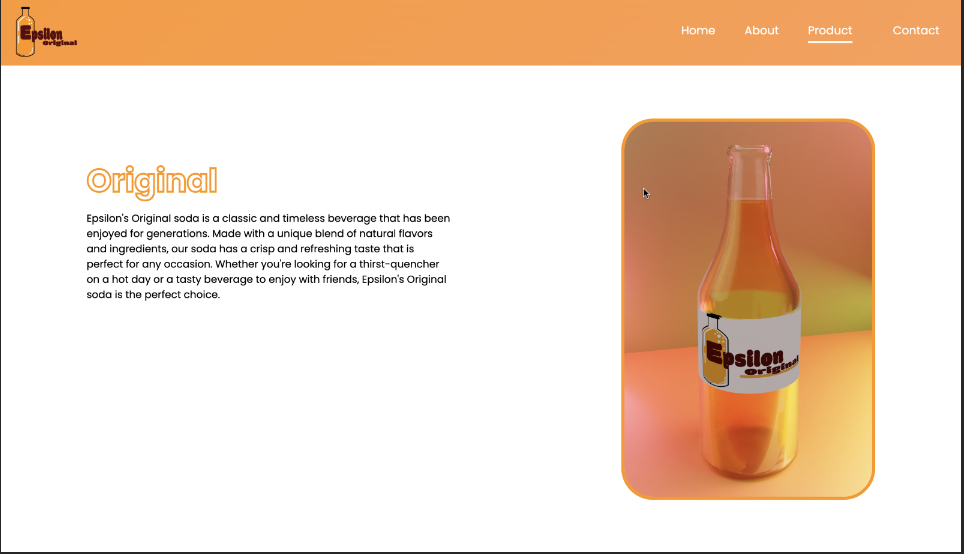 Epsilon
Original
Home About Product Contact
Original
Epsilon's Original soda is a classic and timeless beverage that has been
enjoyed for generations. Made with a unique blend of natural flavors
and ingredients, our soda has a crisp and refreshing taste that is
perfect for any occasion. Whether you're looking for a thirst-quencher
on a hot day or a tasty beverage to enjoy with friends, Epsilon's Original
soda is the perfect choice.
Epsilon
Original